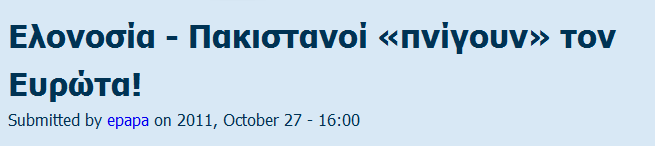 Ελονοσία - Πακιστανοί «πνίγουν» τον
Ευρώτα!
Submitted by epapa on 2011, October 27 - 16:00